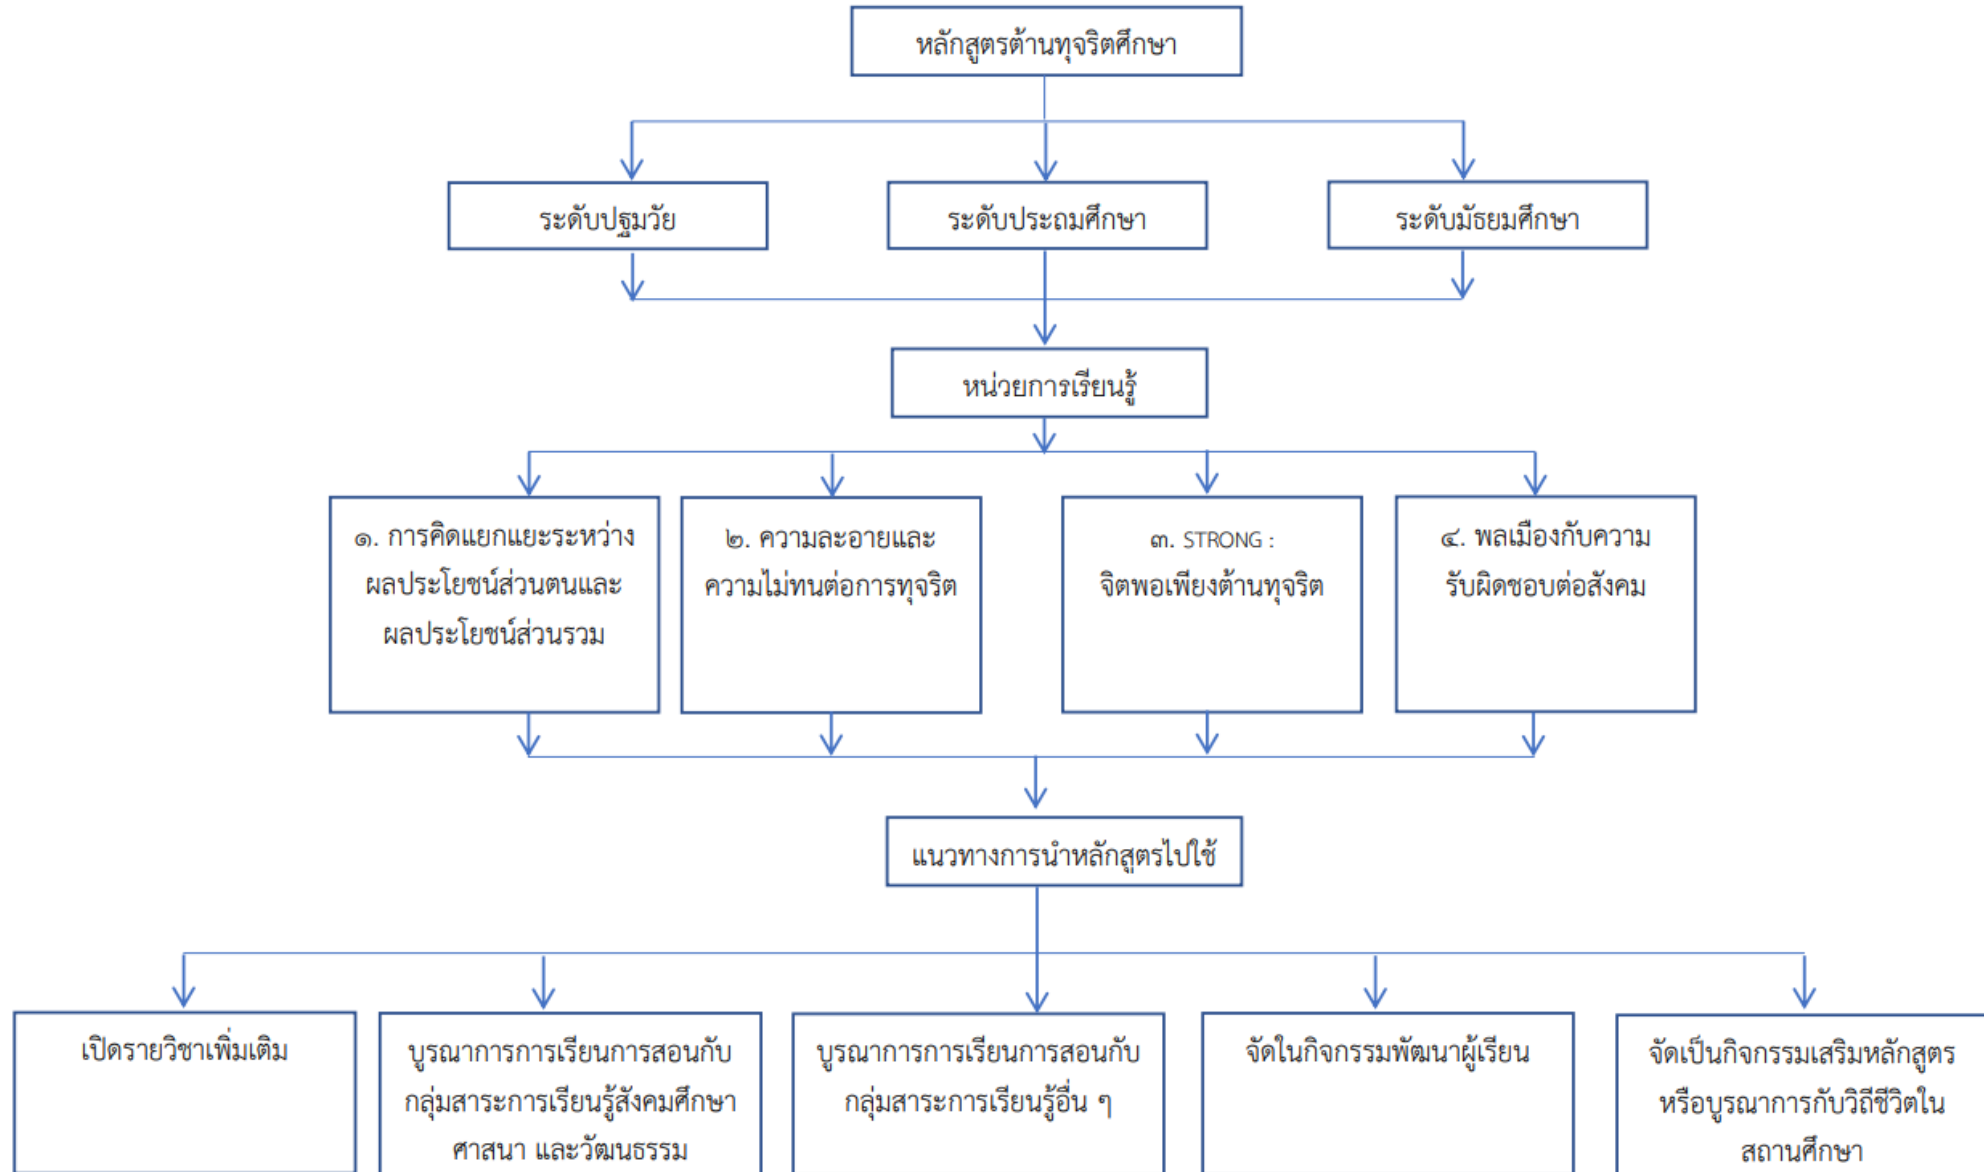 หลักสูตรต้านทุจริตศึกษา
ระดับปฐมวัย
ระดับประถมศึกษา
ระดับมัธยมศึกษา
หน่วยการเรียนรู้
๑. การคิดแยกแยะระหว่าง
ผลประโยชน์ส่วนตนและ
ผลประโยชน์ส่วนรวม
๒. ความละอายและ
ความไม่ทนต่อการทุจริต
๓. STRONG :
จิตพอเพียงต้านทุจริต
๔. พลเมืองกับความ
รับผิดชอบต่อสังคม
แนวทางการนำหลักสูตรไปใช้
เปิดรายวิชาเพิ่มเติม
บูรณาการการเรียนการสอนกับ
กลุ่มสาระการเรียนรู้สังคมศึกษา
ศาสนา และวัฒนธรรม
บูรณาการการเรียนการสอนกับ
กลุ่มสาระการเรียนรู้อื่น ๆ
จัดในกิจกรรมพัฒนาผู้เรียน
จัดเป็นกิจกรรมเสริมหลักสูตร
หรือบูรณาการกับวิถีชีวิตใน
สถานศึกษา